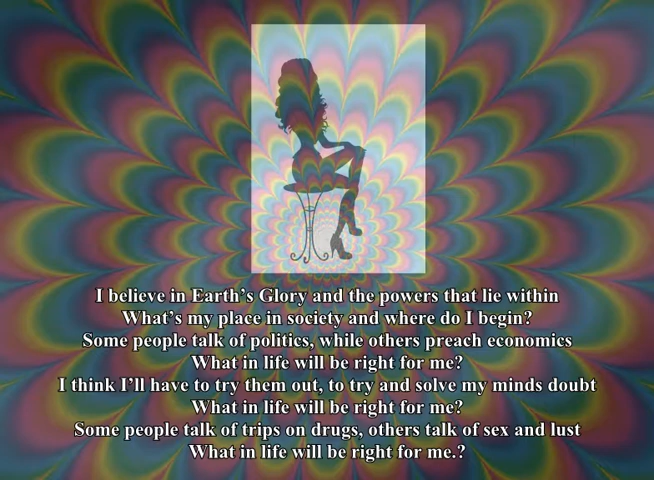 I believe in Earth's Glory and the powers that lie within
What's my place in society and where do I begin?
Some people talk of politics, while others preach economics
What in life will be right for me?
I think I'll have to try them out, to try and solve my minds doubt
What in life will be right for me?
Some people talk of trips on drugs, others talk of sex and lust
What in life will be right for me.?